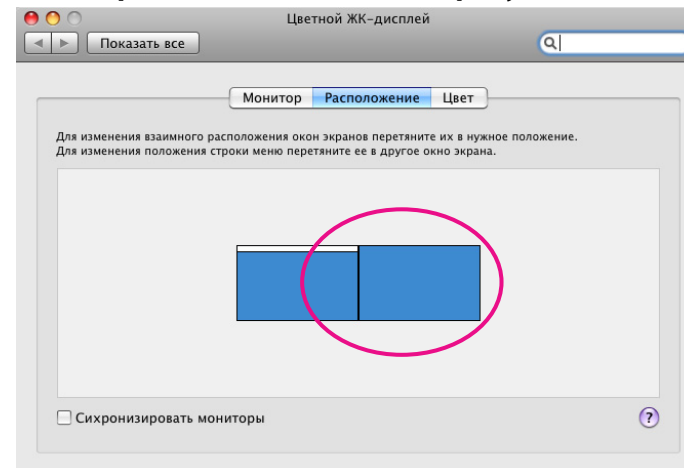 Цветной ЖК-дисплей
Показать все
Монитор Расположение Цвет
Для изменения взаимного расположения окон экранов перетяните их в нужное положение.
Для изменения положения строки меню перетяните ее в другое окно экрана.
Сихронизировать мониторы
?